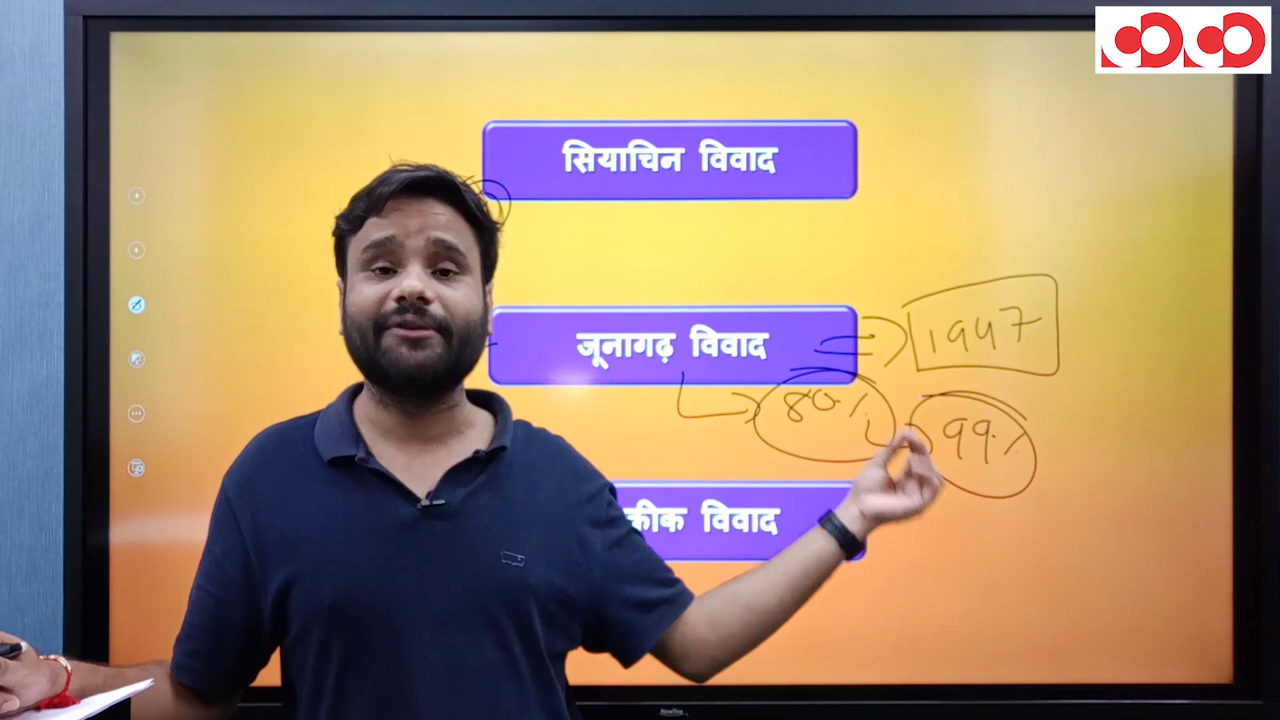 सियाचिन विवाद
जूनागढ़ विवाद
1947
80%
99%
क्रीक विवाद